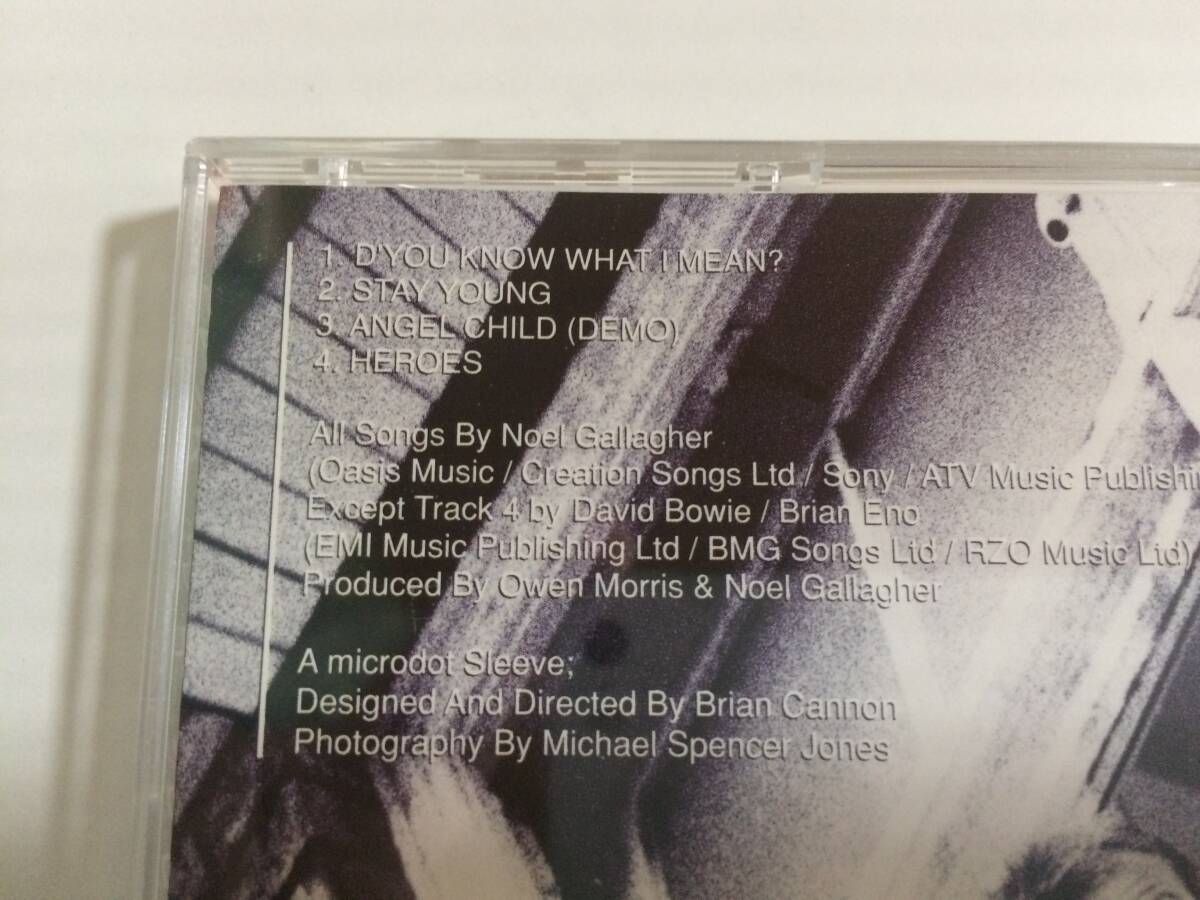 1. D'YOU KNOW WHAT I MEAN?
2. STAY YOUNG
3. ANGEL CHILD (DEMO)
4. HEROES
All Songs By Noel Gallagher
(Oasis Music / Creation Songs Ltd / Sony / ATV Music Publishin
Except Track 4 by David Bowie / Brian Eno
(EMI Music Publishing Ltd / BMG Songs Ltd / RZO Music Ltd)
Produced By Owen Morris & Noel Gallagher
A microdot Sleeve;
Designed And Directed By Brian Cannon
Photography By Michael Spencer Jones